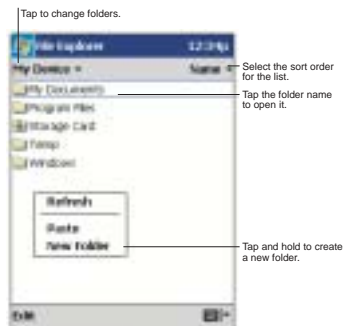 Tap to change folders.
File Explorer 12:34p
My Device Name
Select the sort order
for the list.
My Documents
Tap the folder name
to open it.
Program Files
Storage Card
Temp
Windows
Refresh
Paste
New Folder
Tap and hold to create
a new folder.
Edit